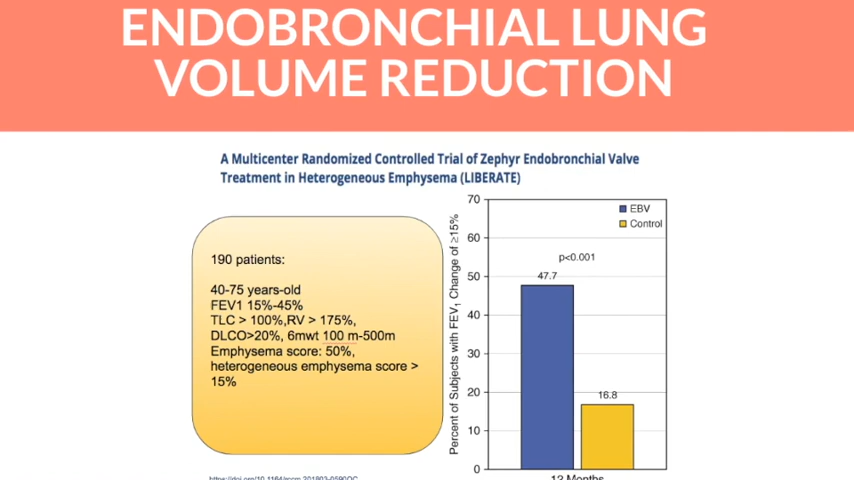 ENDOBRONCHIAL LUNG
VOLUME REDUCTION
A Multicenter Randomized Controlled Trial of Zephyr Endobronchial Valve
Treatment in Heterogeneous Emphysema (LIBERATE)
190 patients:
40-75 years-old
FEV1 15%-45%
TLC > 100%,RV > 175%,
DLCO>20%, 6mwt 100 m-500m
Emphysema score: 50%,
heterogeneous emphysema score >
15%
Percent of Subjects with FEV₁ Change of ≥15%
70
60
50
40
30
20
10
0
EBV
Control
p<0.001
47.7
16.8
12 Months